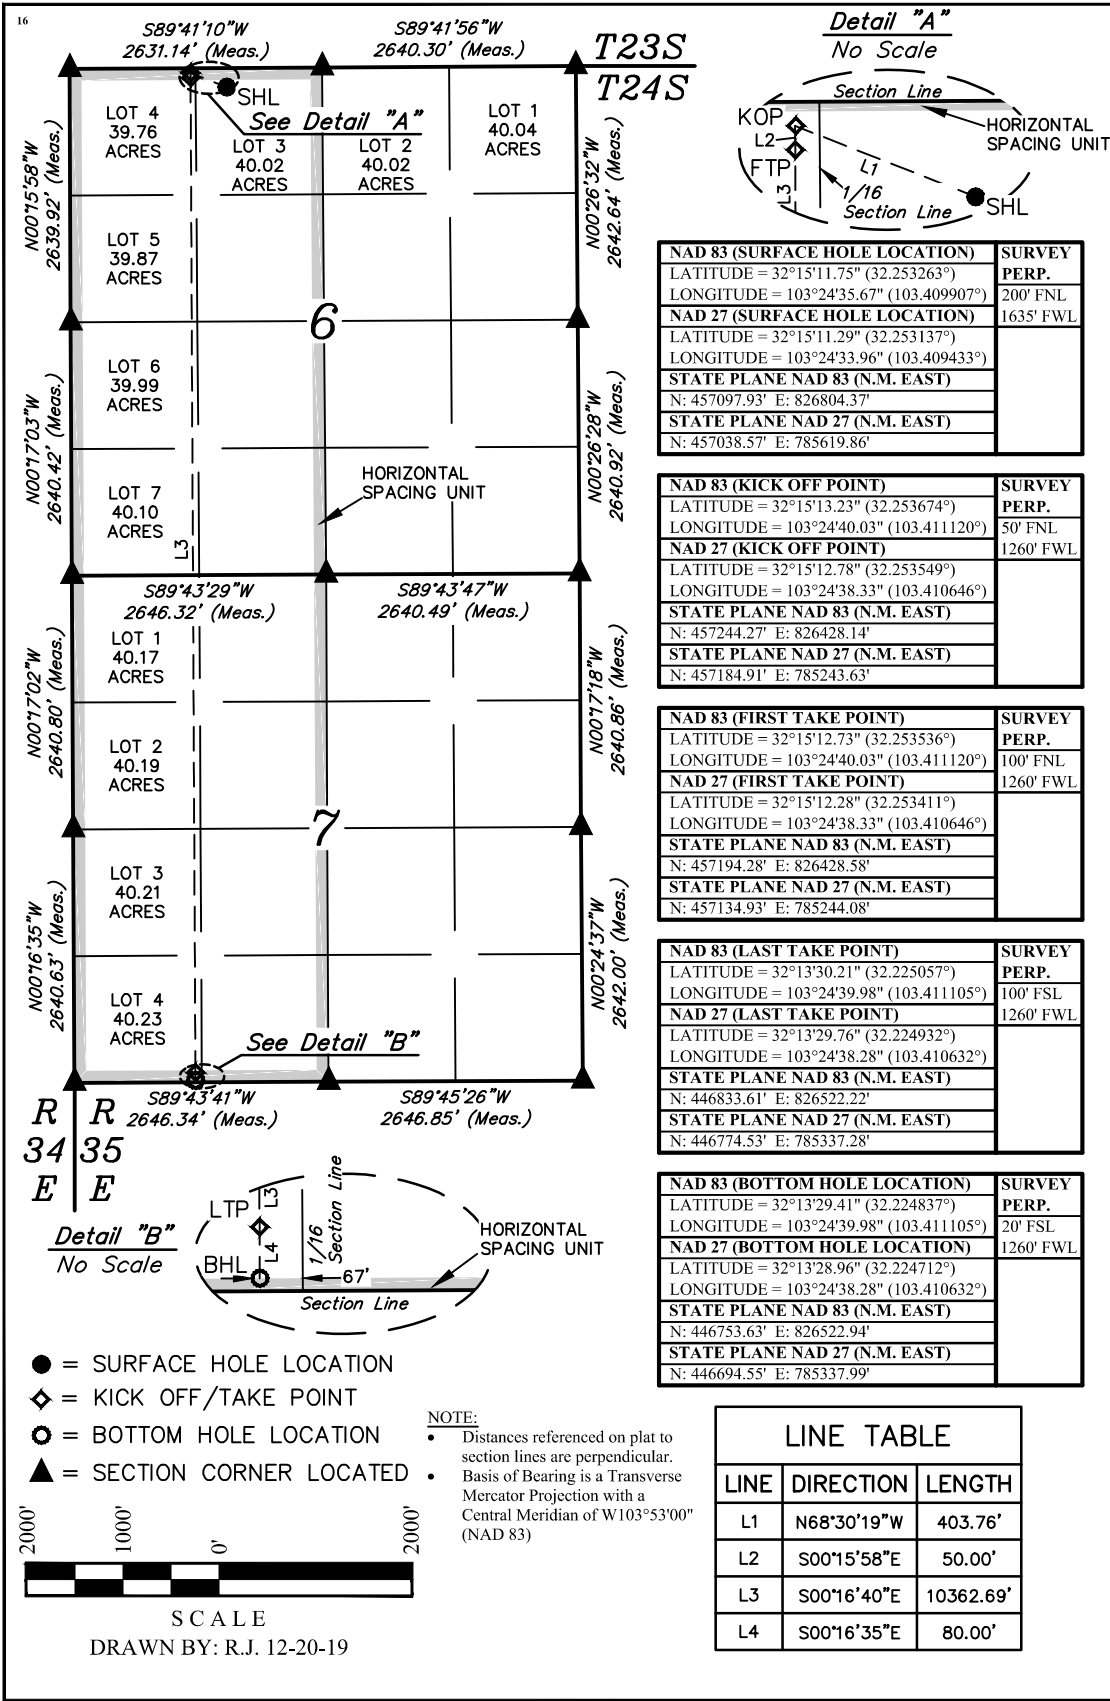 16
S89°41'10"W
2631.14' (Meas.)
S89°41'56"W
2640.30' (Meas.)
T23S
T24S
SHL
See Detail "A"
LOT 4
39.76
ACRES
LOT 3
40.02
ACRES
LOT 2
40.02
ACRES
LOT 1
40.04
ACRES
N00°15'58"W
2639.92' (Meas.)
N00°26'32"W
2642.64' (Meas.)
LOT 5
39.87
ACRES
6
LOT 6
39.99
ACRES
N00°17'03"W
2640.42' (Meas.)
N00°26'28"W
2640.92' (Meas.)
HORIZONTAL
SPACING UNIT
LOT 7
40.10
ACRES
L3
S89°43'29"W
2646.32' (Meas.)
S89°43'47"W
2640.49' (Meas.)
LOT 1
40.17
ACRES
N00°17'02"W
2640.80' (Meas.)
N00°17'18"W
2640.86' (Meas.)
LOT 2
40.19
ACRES
7
LOT 3
40.21
ACRES
N00°16'35"W
2640.63' (Meas.)
N00°24'37"W
2642.00' (Meas.)
LOT 4
40.23
ACRES
See Detail "B"
S89°43'41"W
2646.34' (Meas.)
S89°45'26"W
2646.85' (Meas.)
R R
34 35
E E
Detail "A"
No Scale
Section Line
KOP
L2
FTP
L3
L1
1/16
Section Line
SHL
HORIZONTAL
SPACING UNIT
NAD 83 (SURFACE HOLE LOCATION) SURVEY
LATITUDE = 32°15'11.75" (32.253263°) PERP.
LONGITUDE = 103°24'35.67" (103.409907°) 200' FNL
NAD 27 (SURFACE HOLE LOCATION) 1635' FWL
LATITUDE = 32°15'11.29" (32.253137°)
LONGITUDE = 103°24'33.96" (103.409433°)
STATE PLANE NAD 83 (N.M. EAST)
N: 457097.93' E: 826804.37'
STATE PLANE NAD 27 (N.M. EAST)
N: 457038.57' E: 785619.86'
NAD 83 (KICK OFF POINT) SURVEY
LATITUDE = 32°15'13.23" (32.253674°) PERP.
LONGITUDE = 103°24'40.03" (103.411120°) 50' FNL
NAD 27 (KICK OFF POINT) 1260' FWL
LATITUDE = 32°15'12.78" (32.253549°)
LONGITUDE = 103°24'38.33" (103.410646°)
STATE PLANE NAD 83 (N.M. EAST)
N: 457244.27' E: 826428.14'
STATE PLANE NAD 27 (N.M. EAST)
N: 457184.91' E: 785243.63'
NAD 83 (FIRST TAKE POINT) SURVEY
LATITUDE = 32°15'12.73" (32.253536°) PERP.
LONGITUDE = 103°24'40.03" (103.411120°) 100' FNL
NAD 27 (FIRST TAKE POINT) 1260' FWL
LATITUDE = 32°15'12.28" (32.253411°)
LONGITUDE = 103°24'38.33" (103.410646°)
STATE PLANE NAD 83 (N.M. EAST)
N: 457194.28' E: 826428.58'
STATE PLANE NAD 27 (N.M. EAST)
N: 457134.93' E: 785244.08'
NAD 83 (LAST TAKE POINT) SURVEY
LATITUDE = 32°13'30.21" (32.225057°) PERP.
LONGITUDE = 103°24'39.98" (103.411105°) 100' FSL
NAD 27 (LAST TAKE POINT) 1260' FWL
LATITUDE = 32°13'29.76" (32.224932°)
LONGITUDE = 103°24'38.28" (103.410632°)
STATE PLANE NAD 83 (N.M. EAST)
N: 446833.61' E: 826522.22'
STATE PLANE NAD 27 (N.M. EAST)
N: 446774.53' E: 785337.28'
NAD 83 (BOTTOM HOLE LOCATION) SURVEY
LATITUDE = 32°13'29.41" (32.224837°) PERP.
LONGITUDE = 103°24'39.98" (103.411105°) 20' FSL
NAD 27 (BOTTOM HOLE LOCATION) 1260' FWL
LATITUDE = 32°13'28.96" (32.224712°)
LONGITUDE = 103°24'38.28" (103.410632°)
STATE PLANE NAD 83 (N.M. EAST)
N: 446753.63' E: 826522.94'
STATE PLANE NAD 27 (N.M. EAST)
N: 446694.55' E: 785337.99'
Detail "B"
No Scale
LTP
L3
L4
BHL
1/16
Section Line
67'
Section Line
HORIZONTAL
SPACING UNIT
= SURFACE HOLE LOCATION
= KICK OFF/TAKE POINT
= BOTTOM HOLE LOCATION
= SECTION CORNER LOCATED
NOTE:
• Distances referenced on plat to
section lines are perpendicular.
• Basis of Bearing is a Transverse
Mercator Projection with a
Central Meridian of W103°53'00"
(NAD 83)
2000' 1000' 0' 2000'
SCALE
DRAWN BY: R.J. 12-20-19
LINE TABLE
LINE DIRECTION LENGTH
L1 N68°30'19"W 403.76'
L2 S00°15'58"E 50.00'
L3 S00°16'40"E 10362.69'
L4 S00°16'35"E 80.00'